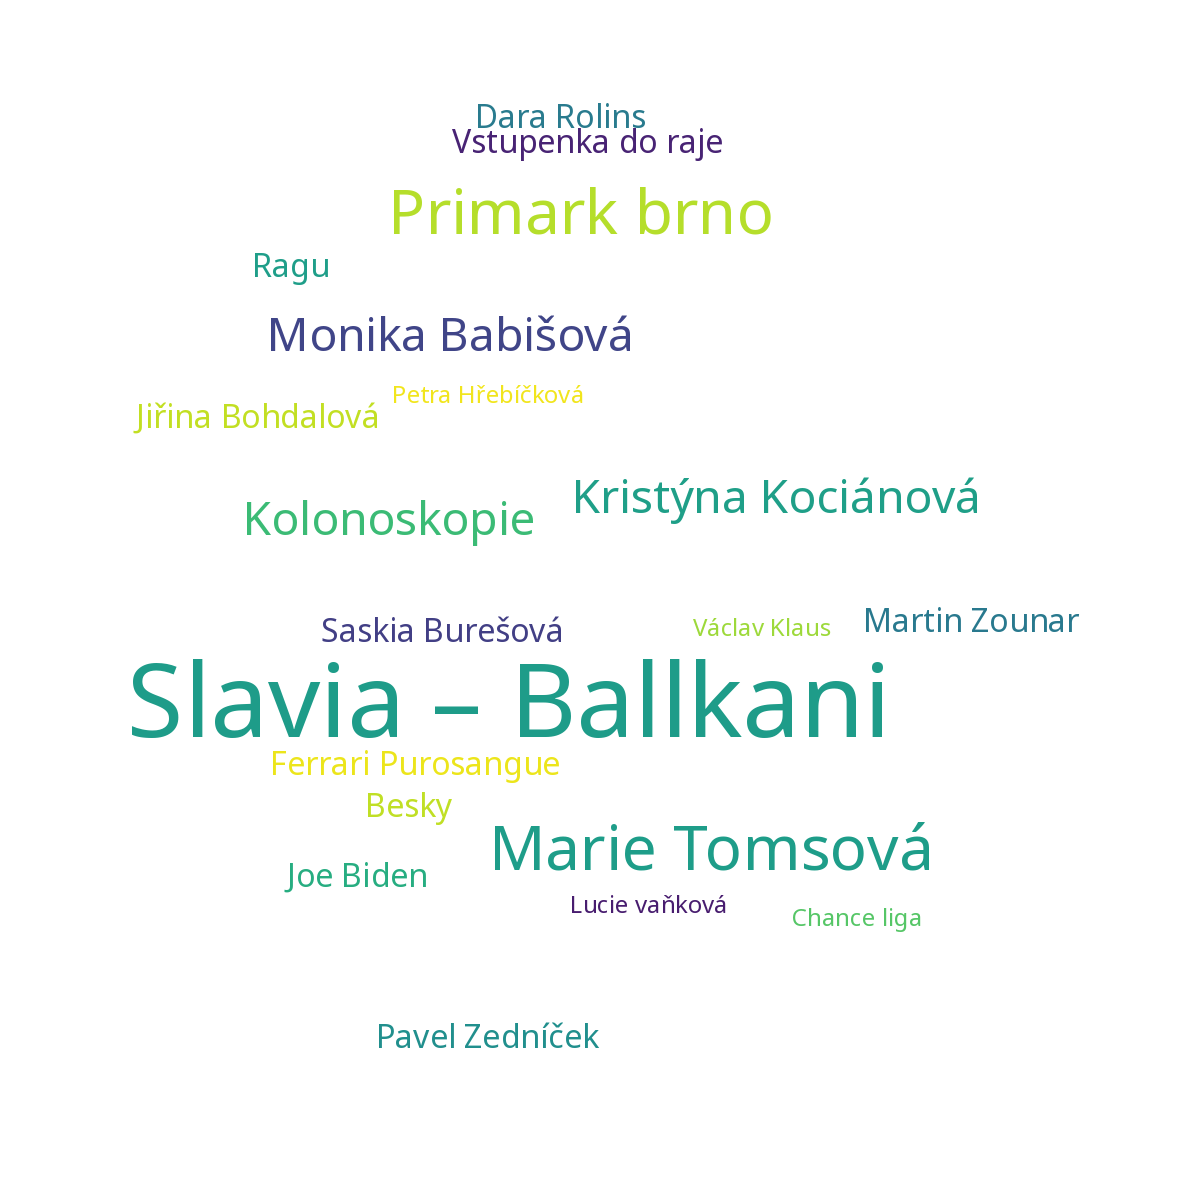 Dara Rolins
Vstupenka do raje
Primark brno
Ragu
Monika Babišová
Petra Hřebíčková
Jiřina Bohdalová
Kristýna Kociánová
Kolonoskopie
Saskia Burešová
Václav Klaus
Martin Zounar
Slavia – Ballkani
Ferrari Purosangue
Besky
Marie Tomsová
Joe Biden
Lucie vaňková
Chance liga
Pavel Zedníček